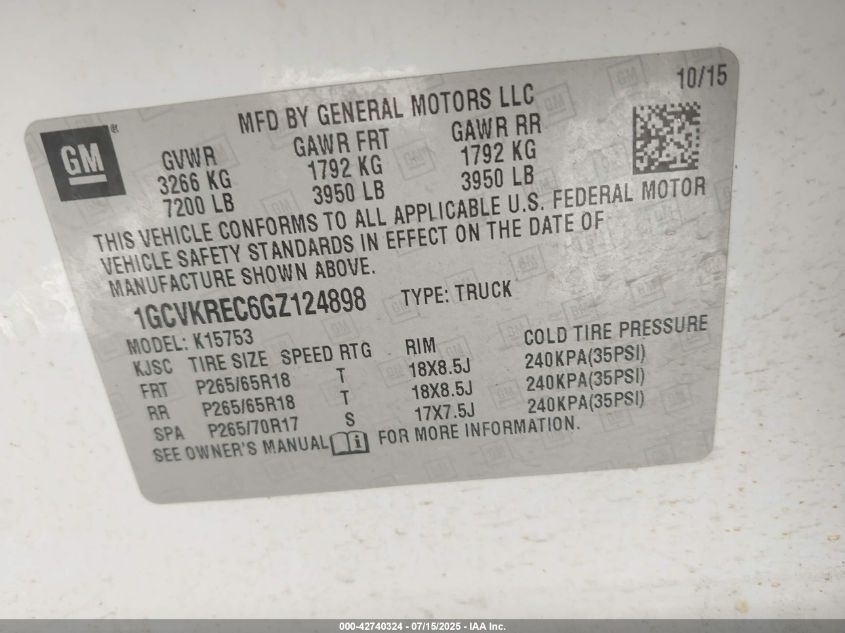 GM®
10/15
MFD BY GENERAL MOTORS LLC
GVWR GAWR FRT GAWR RR
3266 KG 1792 KG 1792 KG
7200 LB 3950 LB 3950 LB
THIS VEHICLE CONFORMS TO ALL APPLICABLE U.S. FEDERAL MOTOR
VEHICLE SAFETY STANDARDS IN EFFECT ON THE DATE OF
MANUFACTURE SHOWN ABOVE.
1GCVKREC6GZ124898 TYPE: TRUCK
MODEL: K15753
KJSC TIRE SIZE SPEED RTG RIM COLD TIRE PRESSURE
FRT P265/65R18 T 18X8.5J 240KPA(35PSI)
RR P265/65R18 T 18X8.5J 240KPA(35PSI)
SPA P265/70R17 S 17X7.5J 240KPA(35PSI)
SEE OWNER'S MANUAL i FOR MORE INFORMATION.
000-42740324 - 07/15/2025 - IAA Inc.